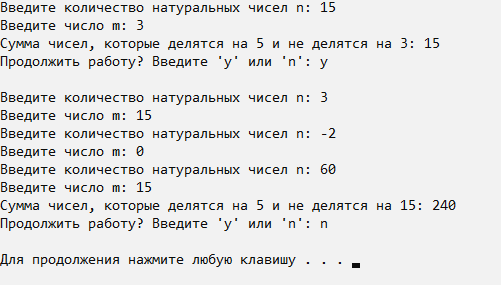 Введите количество натуральных чисел n: 15
Введите число m: 3
Сумма чисел, которые делятся на 5 и не делятся на 3: 15
Продолжить работу? Введите 'y' или 'n': y
Введите количество натуральных чисел n: 3
Введите число m: 15
Введите количество натуральных чисел n: -2
Введите число m: 0
Введите количество натуральных чисел n: 60
Введите число m: 15
Сумма чисел, которые делятся на 5 и не делятся на 15: 240
Продолжить работу? Введите 'y' или 'n': n
Для продолжения нажмите любую клавишу . . .